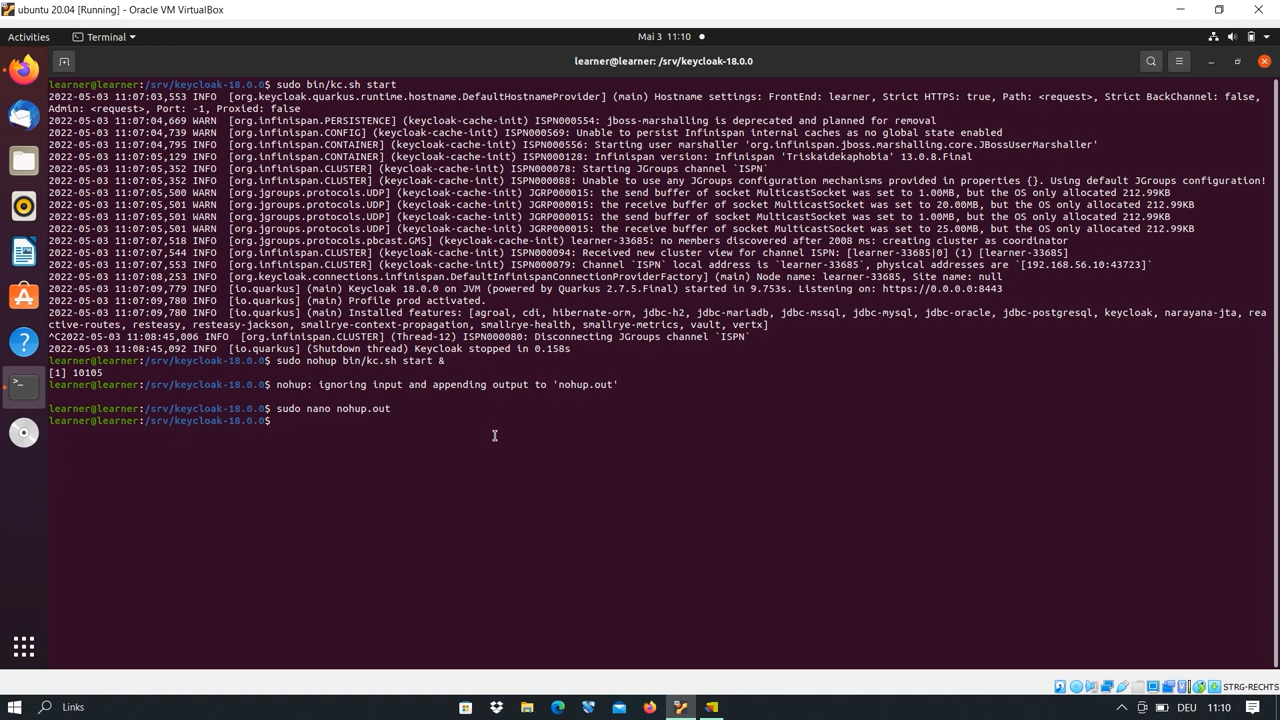 ubuntu 20.04 [Running] - Oracle VM VirtualBox
Activities
Terminal
Mai 3 11:10
learner@learner: /srv/keycloak-18.0.0
learner@learner:/srv/keycloak-18.0.0$ sudo bin/kc.sh start
2022-05-03 11:07:03,553 INFO [org.keycloak.quarkus.runtime.hostname.DefaultHostnameProvider] (main) Hostname settings: FrontEnd: learner, Strict HTTPS: true, Path: <request>, Strict BackChannel: false,
Admin: <request>, Port: -1, Proxied: false
2022-05-03 11:07:04,669 WARN [org.infinispan.PERSISTENCE] (keycloak-cache-init) ISPN000554: jboss-marshalling is deprecated and planned for removal
2022-05-03 11:07:04,739 WARN [org.infinispan.CONFIG] (keycloak-cache-init) ISPN000569: Unable to persist Infinispan internal caches as no global state enabled
2022-05-03 11:07:04,795 INFO [org.infinispan.CONTAINER] (keycloak-cache-init) ISPN000556: Starting user marshaller 'org.infinispan.jboss.marshalling.core.JBossUserMarshaller'
2022-05-03 11:07:05,129 INFO [org.infinispan.CONTAINER] (keycloak-cache-init) ISPN000128: Infinispan version: Infinispan 'Triskaidekaphobia' 13.0.8.Final
2022-05-03 11:07:05,352 INFO [org.infinispan.CLUSTER] (keycloak-cache-init) ISPN000078: Starting JGroups channel `ISPN`
2022-05-03 11:07:05,352 INFO [org.infinispan.CLUSTER] (keycloak-cache-init) ISPN000088: Unable to use any JGroups configuration mechanisms provided in properties {}. Using default JGroups configuration!
2022-05-03 11:07:05,500 WARN [org.jgroups.protocols.UDP] (keycloak-cache-init) JGRP000015: the send buffer of socket MulticastSocket was set to 1.00MB, but the OS only allocated 212.99KB
2022-05-03 11:07:05,501 WARN [org.jgroups.protocols.UDP] (keycloak-cache-init) JGRP000015: the receive buffer of socket MulticastSocket was set to 20.00MB, but the OS only allocated 212.99KB
2022-05-03 11:07:05,501 WARN [org.jgroups.protocols.UDP] (keycloak-cache-init) JGRP000015: the send buffer of socket MulticastSocket was set to 1.00MB, but the OS only allocated 212.99KB
2022-05-03 11:07:05,501 WARN [org.jgroups.protocols.UDP] (keycloak-cache-init) JGRP000015: the receive buffer of socket MulticastSocket was set to 25.00MB, but the OS only allocated 212.99KB
2022-05-03 11:07:07,518 INFO [org.jgroups.protocols.pbcast.GMS] (keycloak-cache-init) learner-33685: no members discovered after 2008 ms: creating cluster as coordinator
2022-05-03 11:07:07,544 INFO [org.infinispan.CLUSTER] (keycloak-cache-init) ISPN000094: Received new cluster view for channel ISPN: [learner-33685|0] (1) [learner-33685]
2022-05-03 11:07:07,553 INFO [org.infinispan.CLUSTER] (keycloak-cache-init) ISPN000079: Channel `ISPN` local address is `learner-33685`, physical addresses are `[192.168.56.10:43723]`
2022-05-03 11:07:08,253 INFO [org.keycloak.connections.infinispan.DefaultInfinispanConnectionProviderFactory] (main) Node name: learner-33685, Site name: null
2022-05-03 11:07:09,779 INFO [io.quarkus] (main) Keycloak 18.0.0 on JVM (powered by Quarkus 2.7.5.Final) started in 9.753s. Listening on: https://0.0.0.0:8443
2022-05-03 11:07:09,780 INFO [io.quarkus] (main) Profile prod activated.
2022-05-03 11:07:09,780 INFO [io.quarkus] (main) Installed features: [agroal, cdi, hibernate-orm, jdbc-h2, jdbc-mariadb, jdbc-mssql, jdbc-mysql, jdbc-oracle, jdbc-postgresql, keycloak, narayana-jta, rea
ctive-routes, resteasy, resteasy-jackson, smallrye-context-propagation, smallrye-health, smallrye-metrics, vault, vertx]
^C2022-05-03 11:08:45,006 INFO [org.infinispan.CLUSTER] (Thread-12) ISPN000080: Disconnecting JGroups channel `ISPN`
2022-05-03 11:08:45,092 INFO [io.quarkus] (Shutdown thread) Keycloak stopped in 0.158s
learner@learner:/srv/keycloak-18.0.0$ sudo nohup bin/kc.sh start &
[1] 10105
learner@learner:/srv/keycloak-18.0.0$ nohup: ignoring input and appending output to 'nohup.out'
learner@learner:/srv/keycloak-18.0.0$ sudo nano nohup.out
learner@learner:/srv/keycloak-18.0.0$
STRG-RECHTS
Links
DEU
11:10